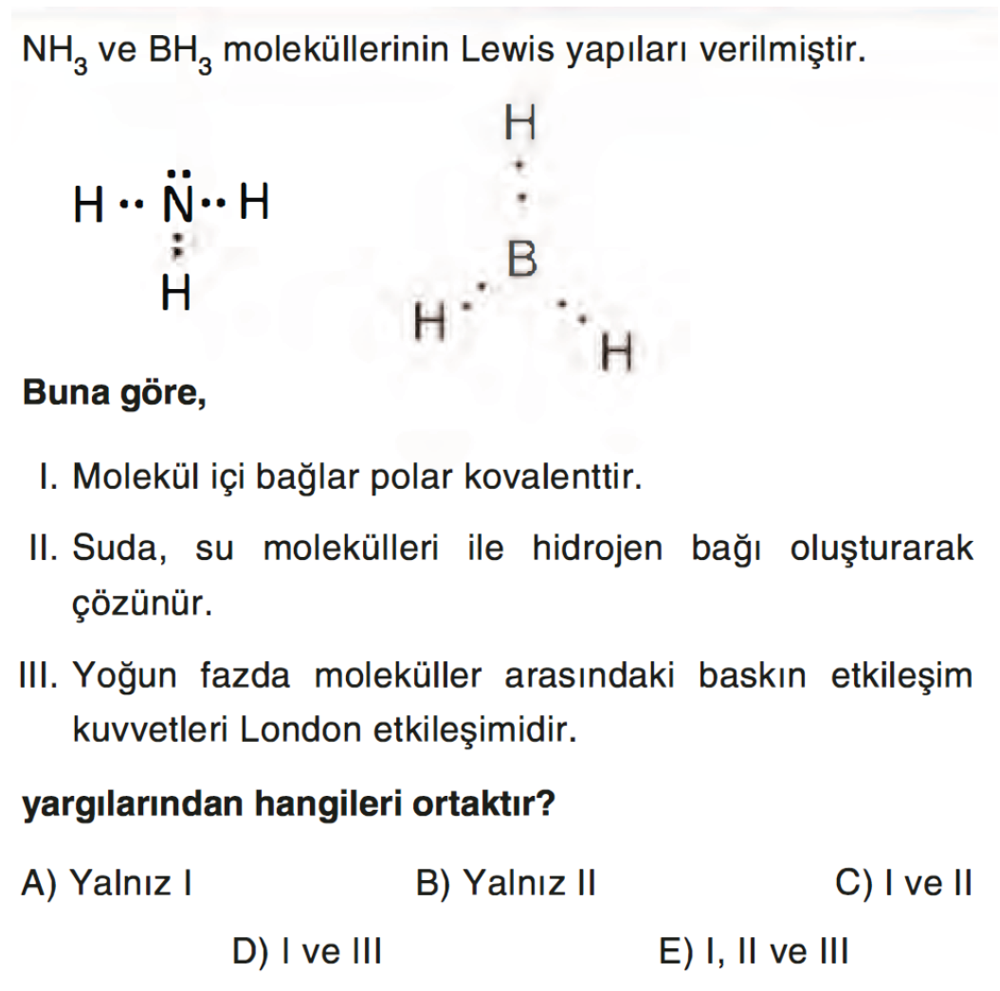 NH₃ ve BH₃ moleküllerinin Lewis yapıları verilmiştir.
H
H ·· N̈ ·· H
:
H
B
H
H
Buna göre,
I. Molekül içi bağlar polar kovalenttir.
II. Suda, su molekülleri ile hidrojen bağı oluşturarak
çözünür.
III. Yoğun fazda moleküller arasındaki baskın etkileşim
kuvvetleri London etkileşimidir.
yargılarından hangileri ortaktır?
A) Yalnız I B) Yalnız II C) I ve II
D) I ve III E) I, II ve III